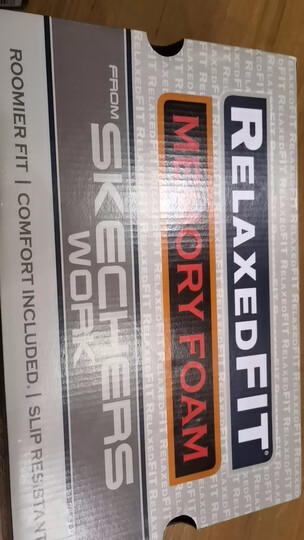 RELAXEDFIT®
MEMORY FOAM
FROM
SKECHERS
WORK
ROOMIER FIT | COMFORT INCLUDED. | SLIP RESISTANT